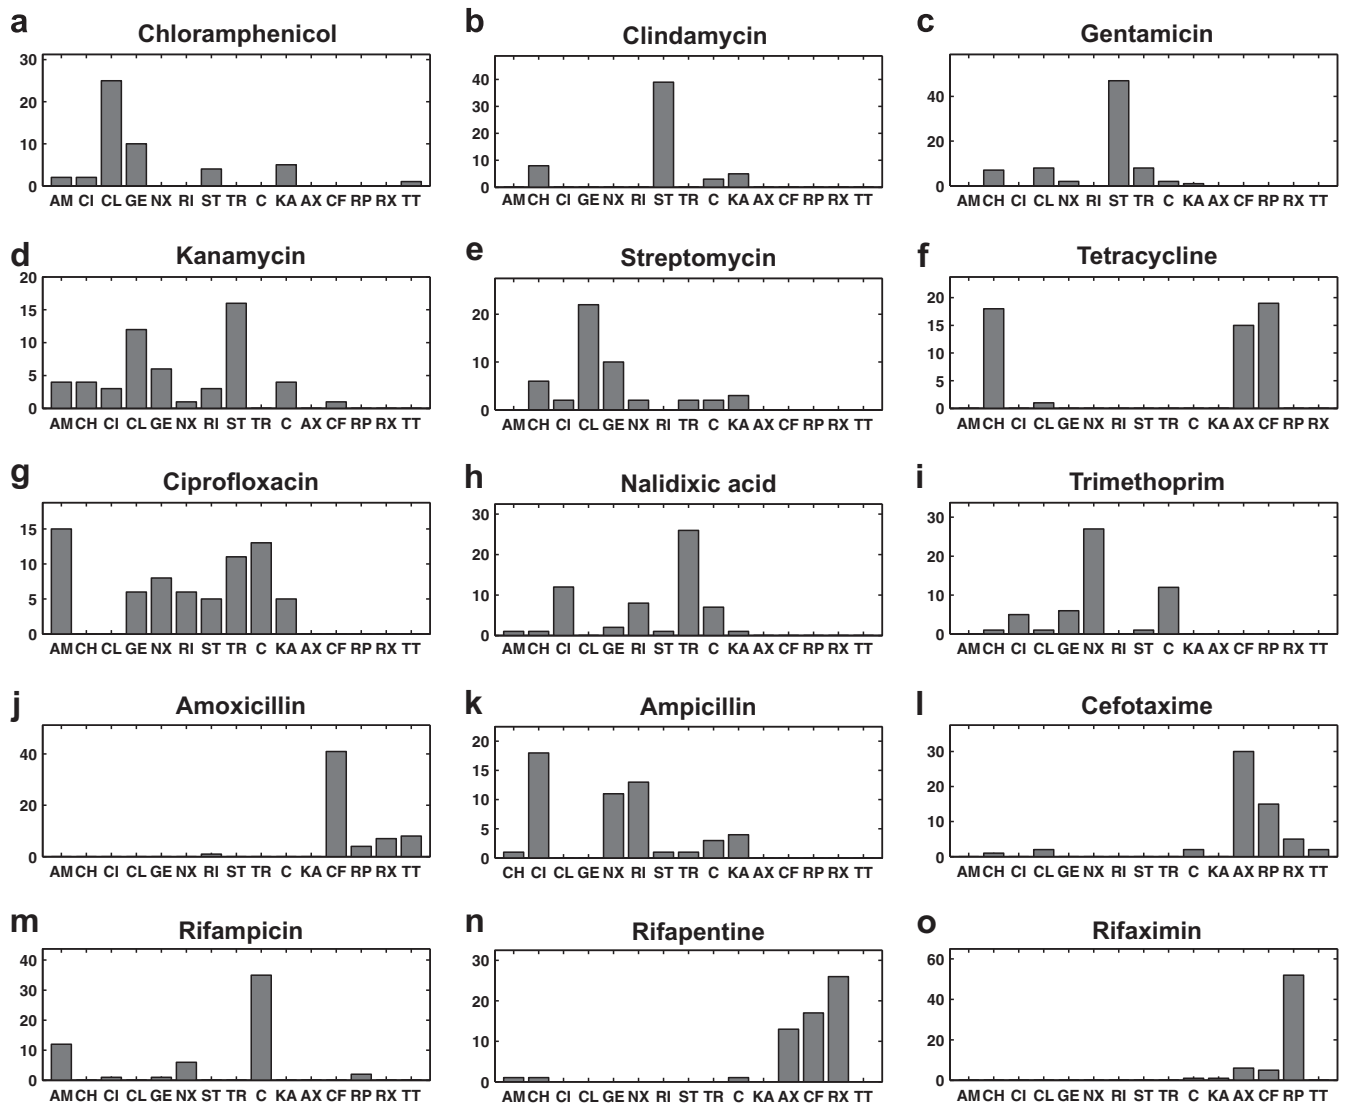 a Chloramphenicol
30
20
10
0
AM CI CL GE NX RI ST TR C KA AX CF RP RX TT
b Clindamycin
40
30
20
10
0
AM CH CI GE NX RI ST TR C KA AX CF RP RX TT
c Gentamicin
40
20
0
AM CH CI CL NX RI ST TR C KA AX CF RP RX TT
d Kanamycin
20
15
10
5
0
AM CH CI CL GE NX RI ST TR C AX CF RP RX TT
e Streptomycin
20
10
0
AM CH CI CL GE NX RI TR C KA AX CF RP RX TT
f Tetracycline
20
15
10
5
0
AM CH CI CL GE NX RI ST TR C KA AX CF RP RX
g Ciprofloxacin
15
10
5
0
AM CH CL GE NX RI ST TR C KA AX CF RP RX TT
h Nalidixic acid
30
20
10
0
AM CH CI CL GE RI ST TR C KA AX CF RP RX TT
i Trimethoprim
30
20
10
0
AM CH CI CL GE NX RI ST C KA AX CF RP RX TT
j Amoxicillin
40
20
0
AM CH CI CL GE NX RI ST TR C KA CF RP RX TT
k Ampicillin
20
15
10
5
0
CH CI CL GE NX RI ST TR C KA AX CF RP RX TT
l Cefotaxime
30
20
10
0
AM CH CI CL GE NX RI ST TR C KA AX RP RX TT
m Rifampicin
40
30
20
10
0
AM CH CI CL GE NX ST TR C KA AX CF RP RX TT
n Rifapentine
30
20
10
0
AM CH CI CL GE NX RI ST TR C KA AX CF RX TT
o Rifaximin
60
40
20
0
AM CH CI CL GE NX RI ST TR C KA AX CF RP TT